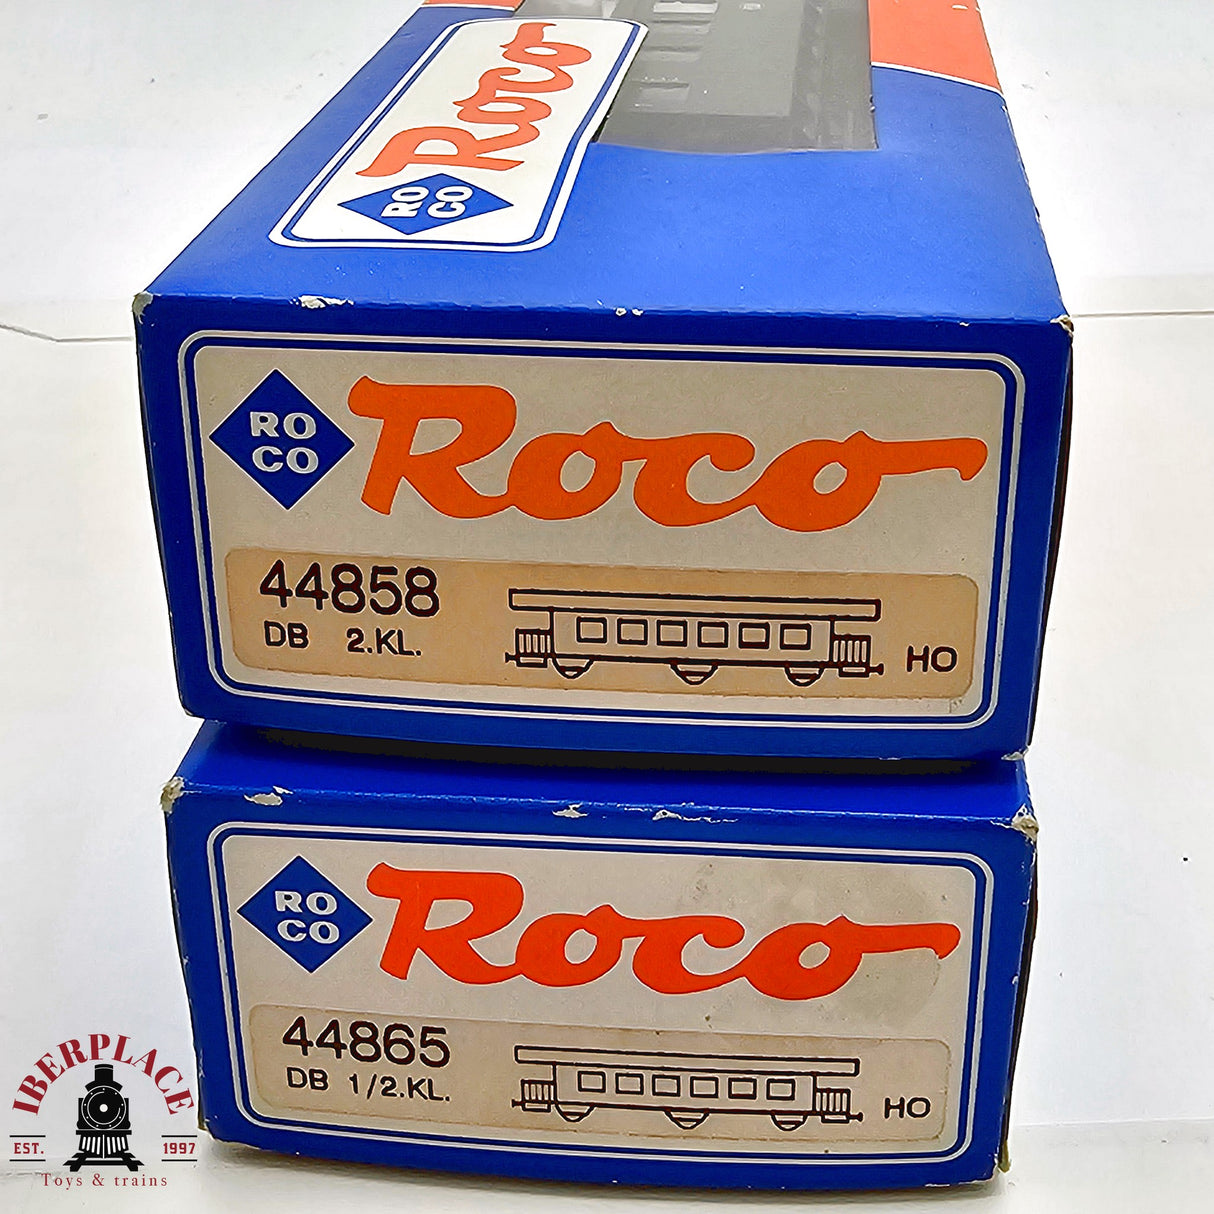 Roco
RO
CO
RO
CO
Roco
44858
DB 2.KL.
HO
RO
CO
Roco
44865
DB 1/2.KL.
HO
IBERPLACE
EST. 1997
Toys & trains